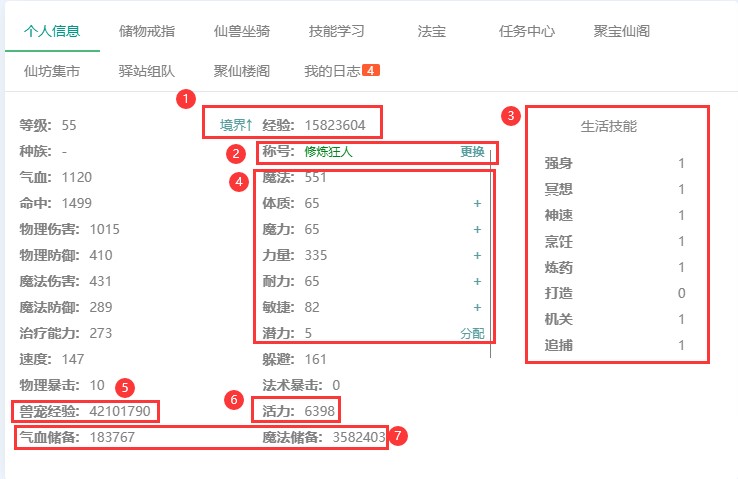 个人信息 储物戒指 仙兽坐骑 技能学习 法宝 任务中心 聚宝仙阁
仙坊集市 驿站组队 聚仙楼阁 我的日志 4
1
3
等级: 55 境界↑ 经验: 15823604 生活技能
种族: - 2 称号: 修炼狂人 更换
强身 1
气血: 1120 4 魔法: 551
冥想 1
命中: 1499 体质: 65 +
神速 1
物理伤害: 1015 魔力: 65 +
烹饪 1
物理防御: 410 力量: 335 +
炼药 1
魔法伤害: 431 耐力: 65 +
打造 0
魔法防御: 289 敏捷: 82 +
机关 1
治疗能力: 273 潜力: 5 分配
追捕 1
速度: 147 躲避: 161
物理暴击: 10 5 法术暴击: 0
6
兽宠经验: 42101790 活力: 6398
气血储备: 183767 魔法储备: 3582403 7